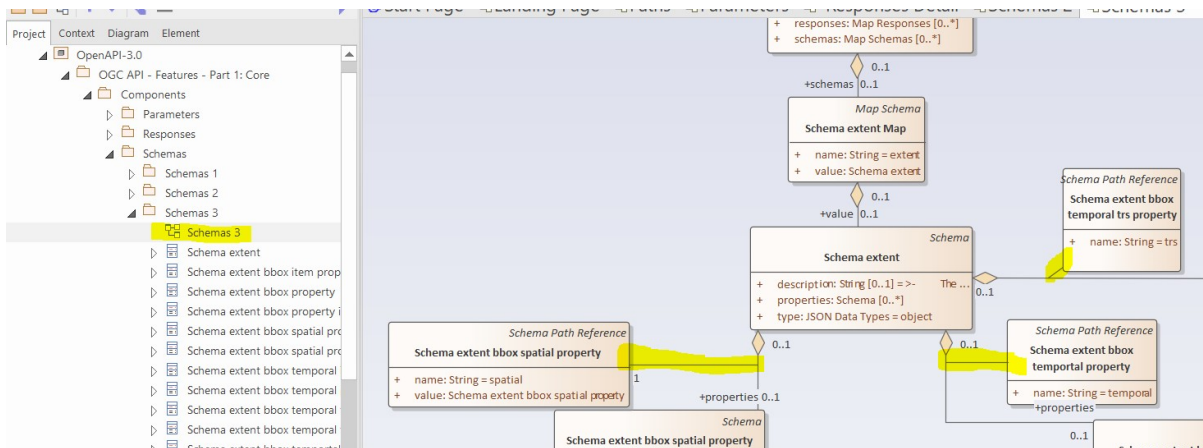 Start Page
Landing Page
Paths
Parameters
Responses Detail
Schemas 2
Schemas 3
Project Context Diagram Element
OpenAPI-3.0
OGC API - Features - Part 1: Core
Components
Parameters
Responses
Schemas
Schemas 1
Schemas 2
Schemas 3
Schemas 3
Schema extent
Schema extent bbox item prop
Schema extent bbox property
Schema extent bbox property i
Schema extent bbox spatial pro
Schema extent bbox spatial pro
Schema extent bbox temporal
Schema extent bbox temporal
Schema extent bbox temporal
Schema extent bbox temporal
+ responses: Map Responses [0..*]
+ schemas: Map Schemas [0..*]
0..1
+schemas 0..1
Map Schema
Schema extent Map
+ name: String = extent
+ value: Schema extent
0..1
+value 0..1
Schema
Schema extent
+ description: String [0..1] = >- The ...
+ properties: Schema [0..*]
+ type: JSON Data Types = object
0..1
Schema Path Reference
Schema extent bbox
temporal trs property
+ name: String = trs
Schema Path Reference
Schema extent bbox spatial property
+ name: String = spatial
+ value: Schema extent bbox spatial property
1
0..1
+properties 0..1
Schema
Schema extent bbox spatial property
0..1
Schema Path Reference
Schema extent bbox
temportal property
+ name: String = temporal
+properties
0..1